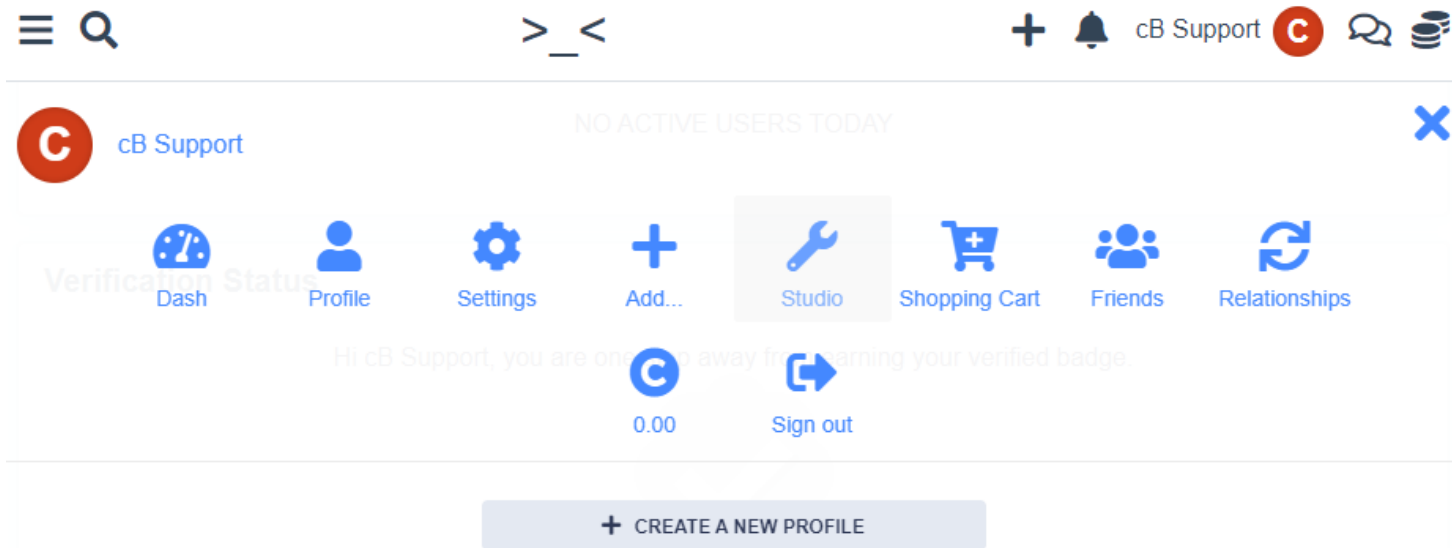 >_<
cB Support C
C cB Support
NO ACTIVE USERS TODAY
Verification Status
Dash Profile Settings Add... Studio Shopping Cart Friends Relationships
Hi cB Support, you are one away from earning your verified badge.
C
0.00 Sign out
+ CREATE A NEW PROFILE